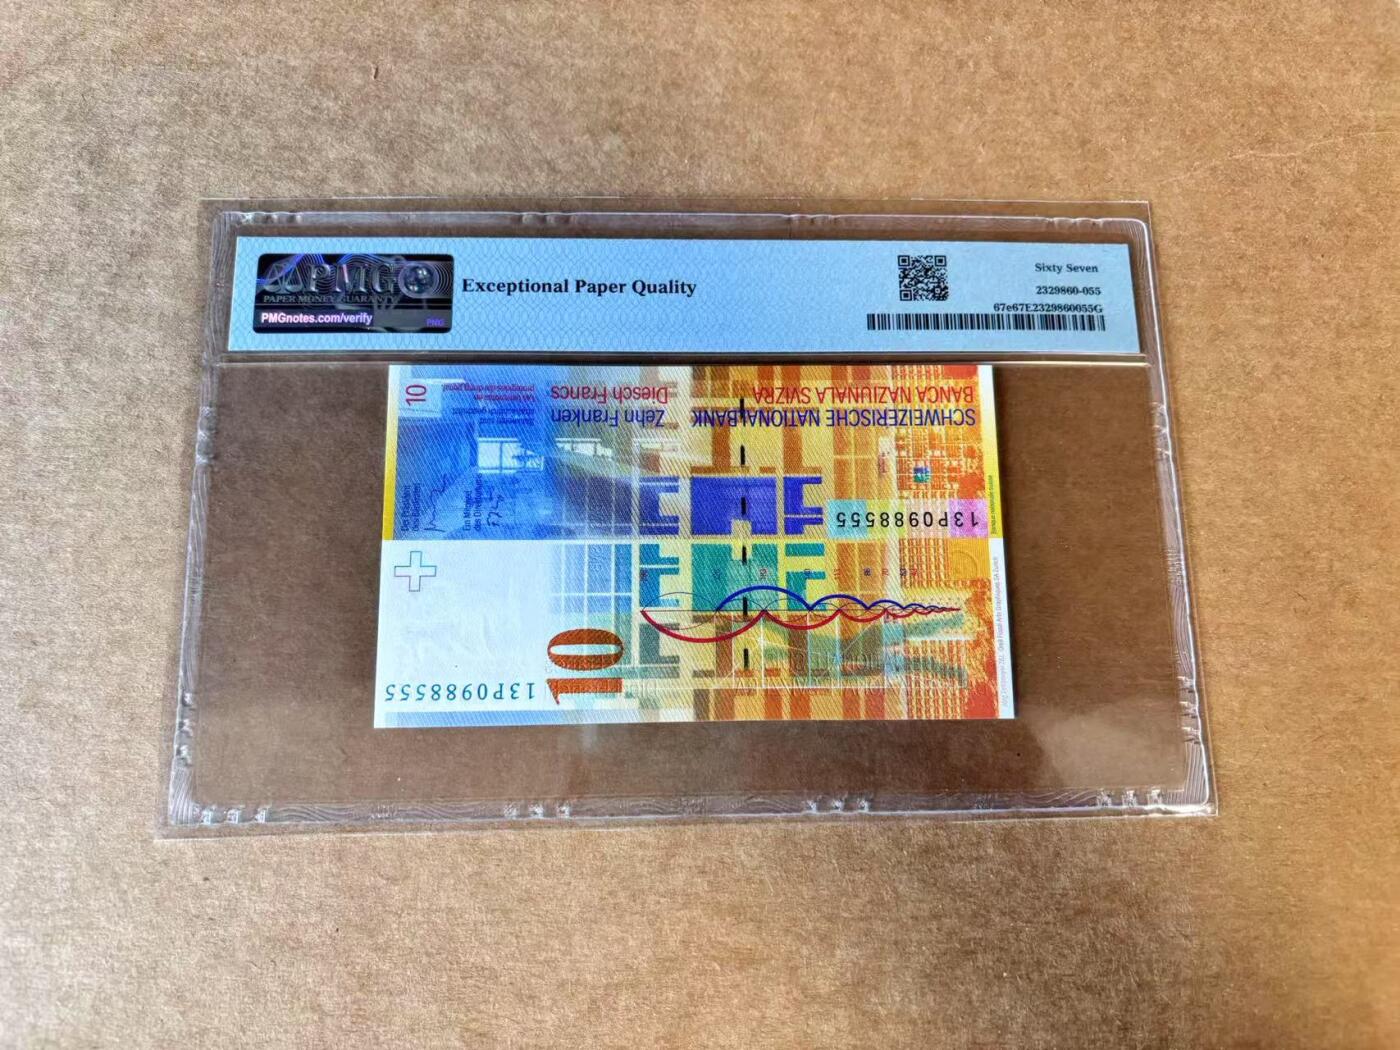 PMG
PAPER MONEY GUARANTY
PMGnotes.com/verify
PMG
Exceptional Paper Quality
Sixty Seven
2329860-055
67e67E2329860055G
10
Zehn Franken
Diesch Francs
SCHWEIZERISCHE NATIONALBANK
BANCA NAZIUNALA SVIZRA
13P0988555
10
13P0988555